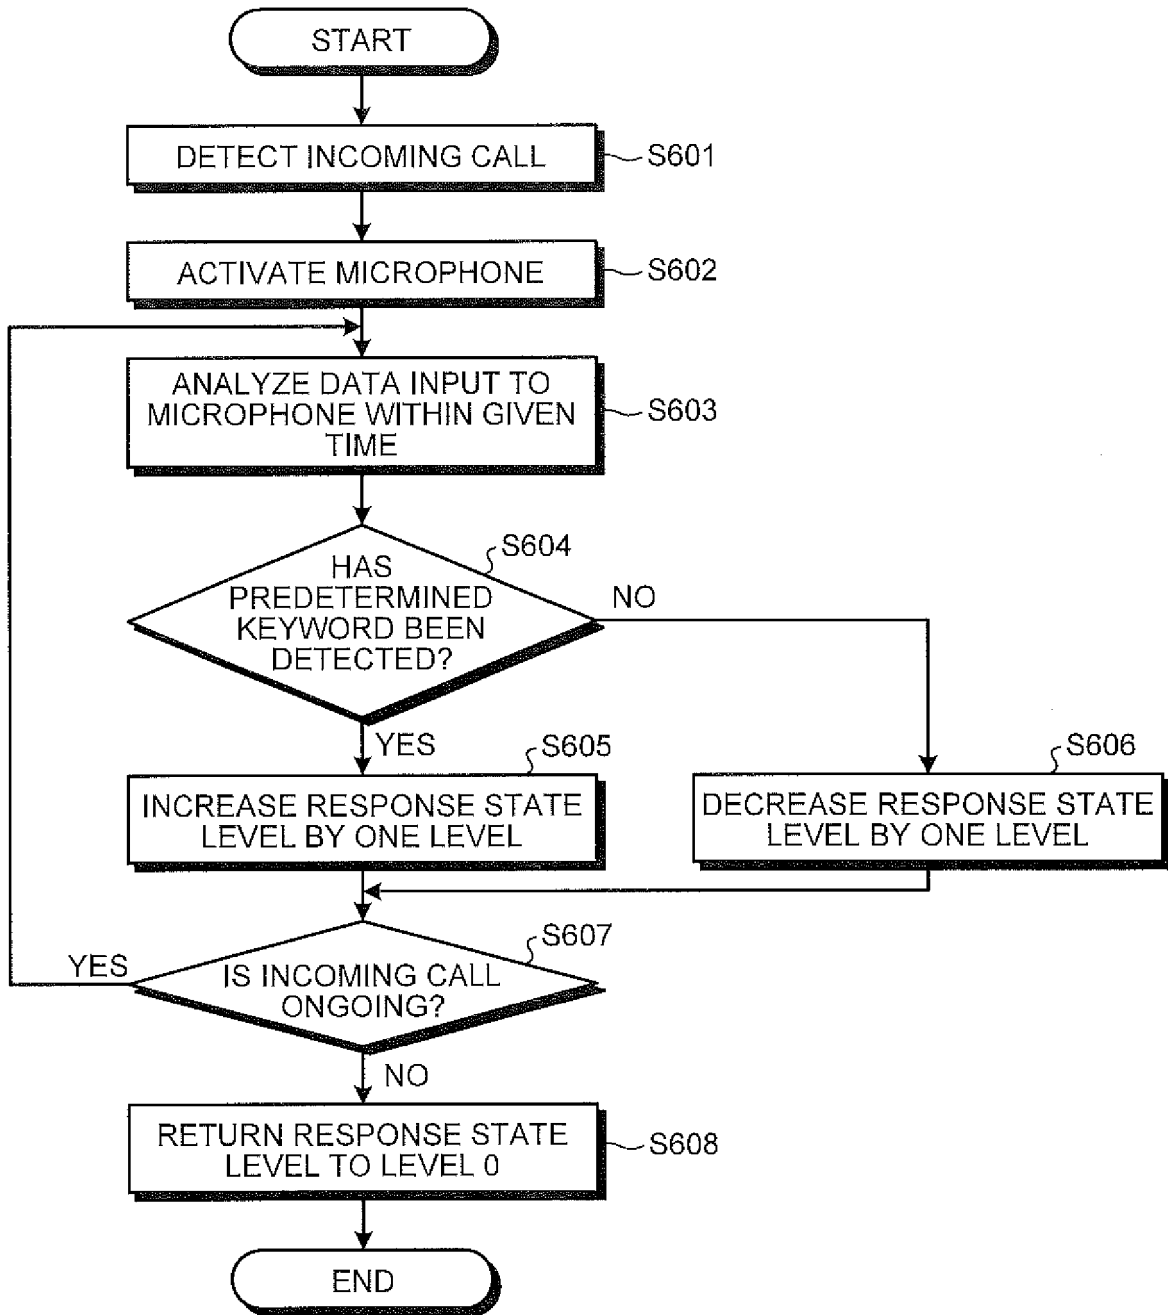 START
DETECT INCOMING CALL
S601
ACTIVATE MICROPHONE
S602
ANALYZE DATA INPUT TO
MICROPHONE WITHIN GIVEN
TIME
S603
S604
HAS
PREDETERMINED
KEYWORD BEEN
DETECTED?
NO
YES
S605
INCREASE RESPONSE STATE
LEVEL BY ONE LEVEL
S606
DECREASE RESPONSE STATE
LEVEL BY ONE LEVEL
S607
YES
IS INCOMING CALL
ONGOING?
NO
RETURN RESPONSE STATE
LEVEL TO LEVEL 0
S608
END